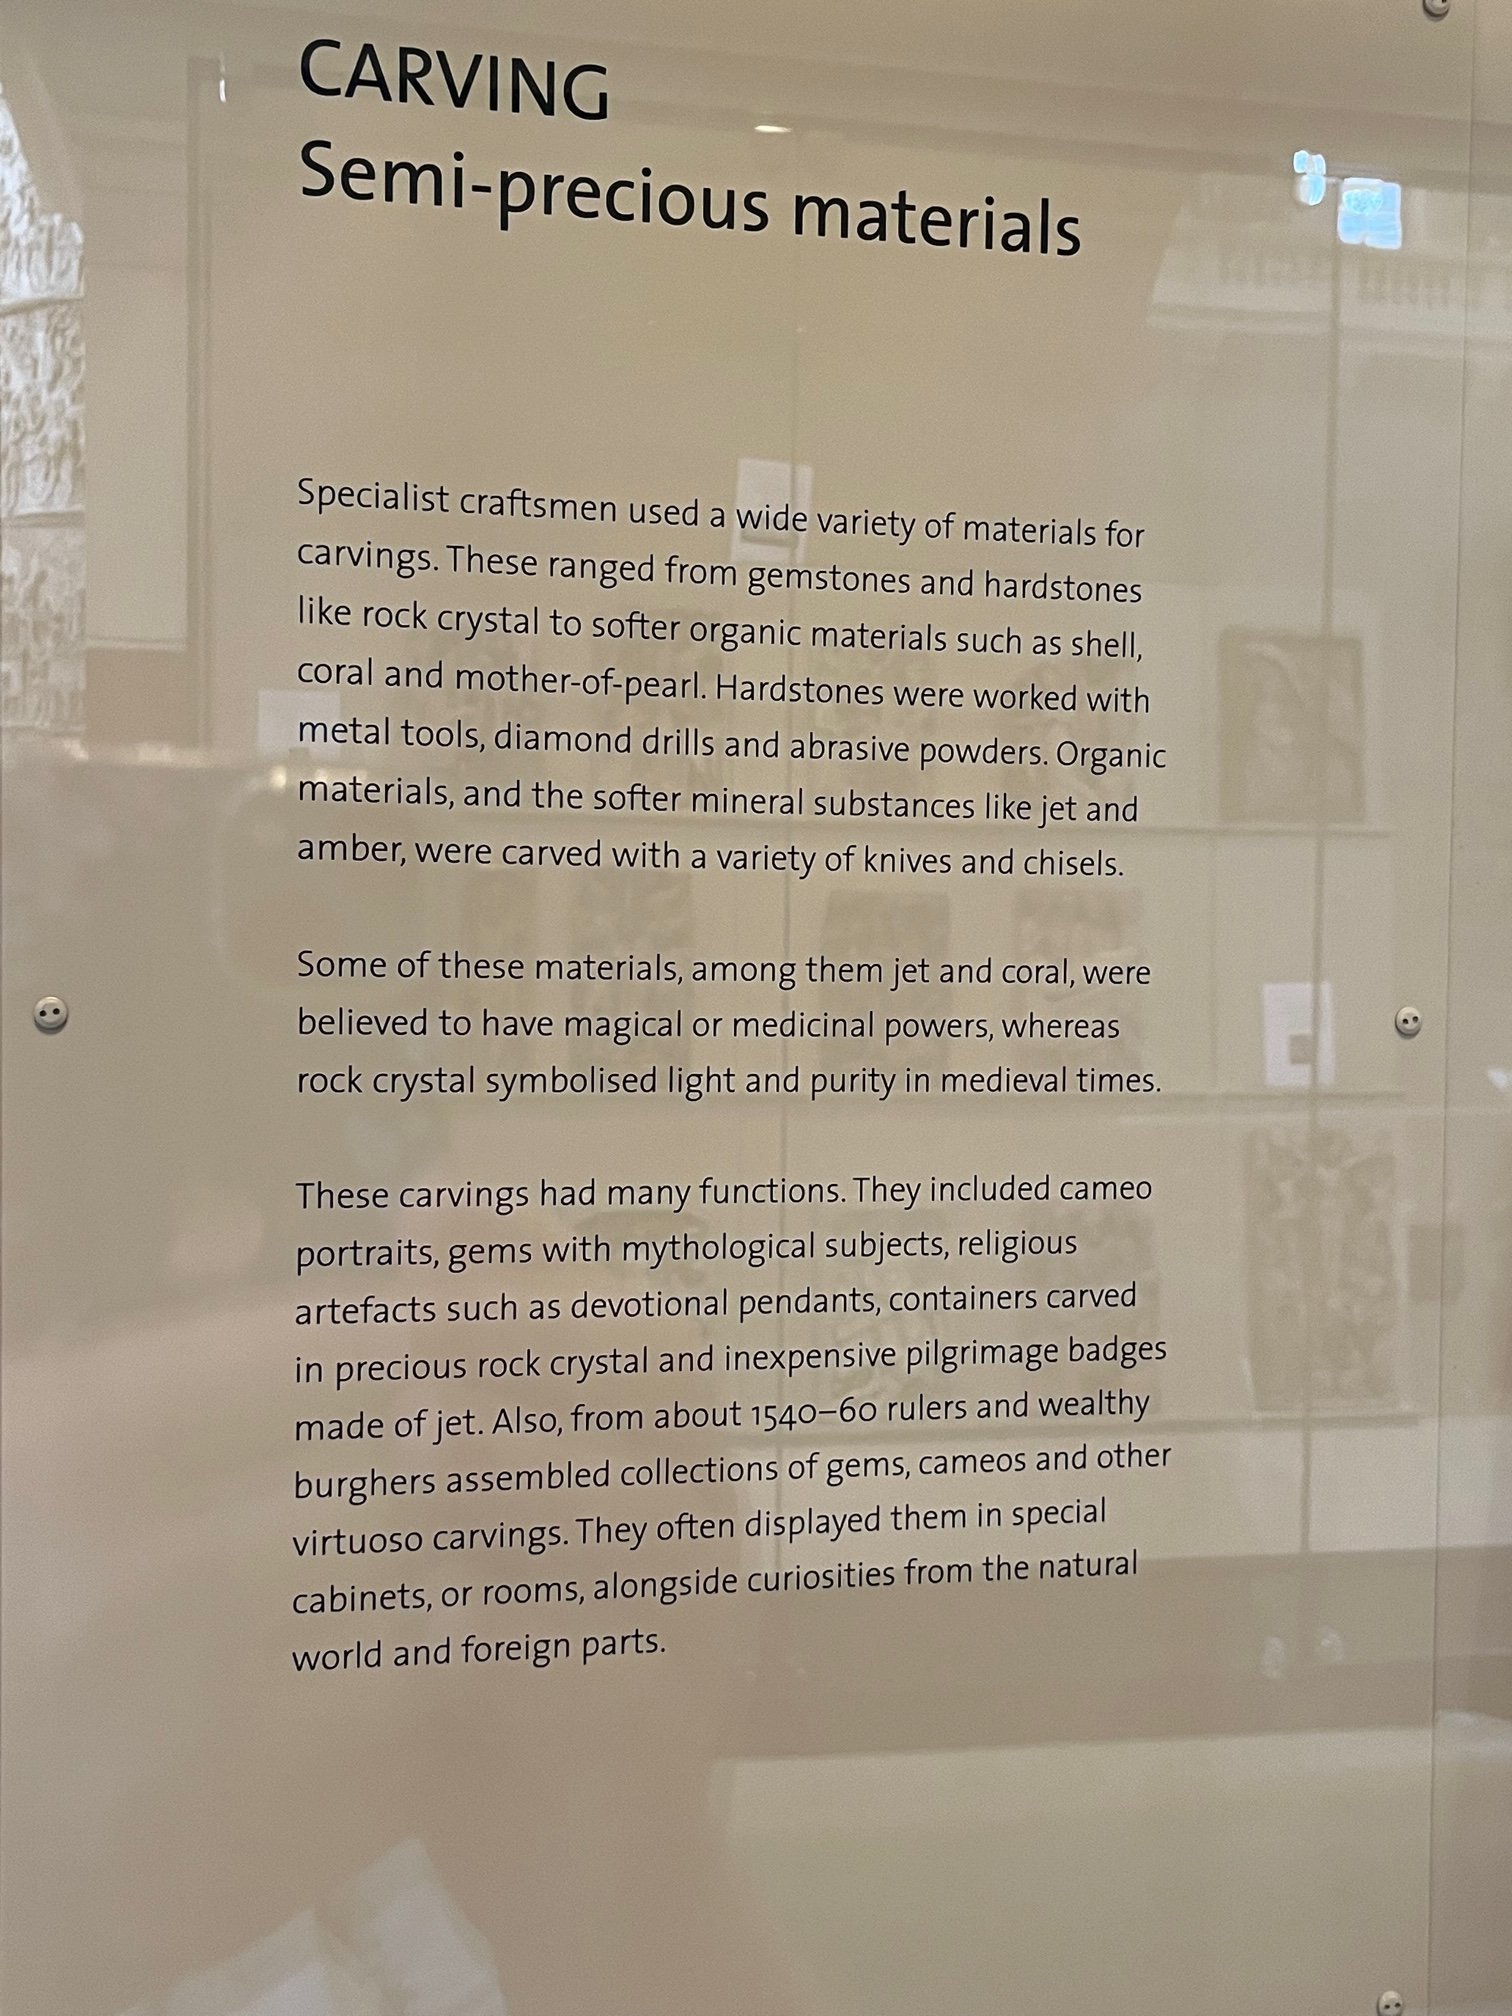 CARVING
Semi-precious materials
Specialist craftsmen used a wide variety of materials for
carvings. These ranged from gemstones and hardstones
like rock crystal to softer organic materials such as shell,
coral and mother-of-pearl. Hardstones were worked with
metal tools, diamond drills and abrasive powders. Organic
materials, and the softer mineral substances like jet and
amber, were carved with a variety of knives and chisels.
Some of these materials, among them jet and coral, were
believed to have magical or medicinal powers, whereas
rock crystal symbolised light and purity in medieval times.
These carvings had many functions. They included cameo
portraits, gems with mythological subjects, religious
artefacts such as devotional pendants, containers carved
in precious rock crystal and inexpensive pilgrimage badges
made of jet. Also, from about 1540–60 rulers and wealthy
burghers assembled collections of gems, cameos and other
virtuoso carvings. They often displayed them in special
cabinets, or rooms, alongside curiosities from the natural
world and foreign parts.